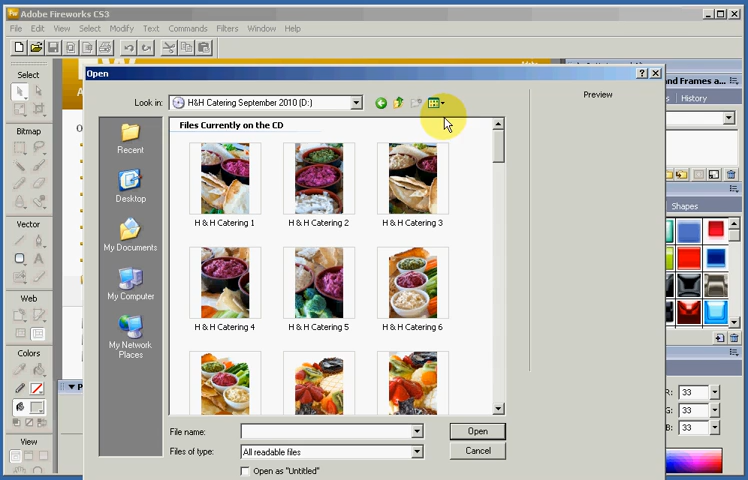 Adobe Fireworks CS3
File Edit View Select Modify Text Commands Filters Window Help
Open
Look in: H&H Catering September 2010 (D:)
Preview
and Frames a...
History
Select
Files Currently on the CD
Recent
Desktop
My Documents
My Computer
My Network Places
Bitmap
Vector
Web
Colors
View
H & H Catering 1 H & H Catering 2 H & H Catering 3
H & H Catering 4 H & H Catering 5 H & H Catering 6
Shapes
R: 33
G: 33
B: 33
File name:
Open
Files of type: All readable files
Cancel
Open as "Untitled"